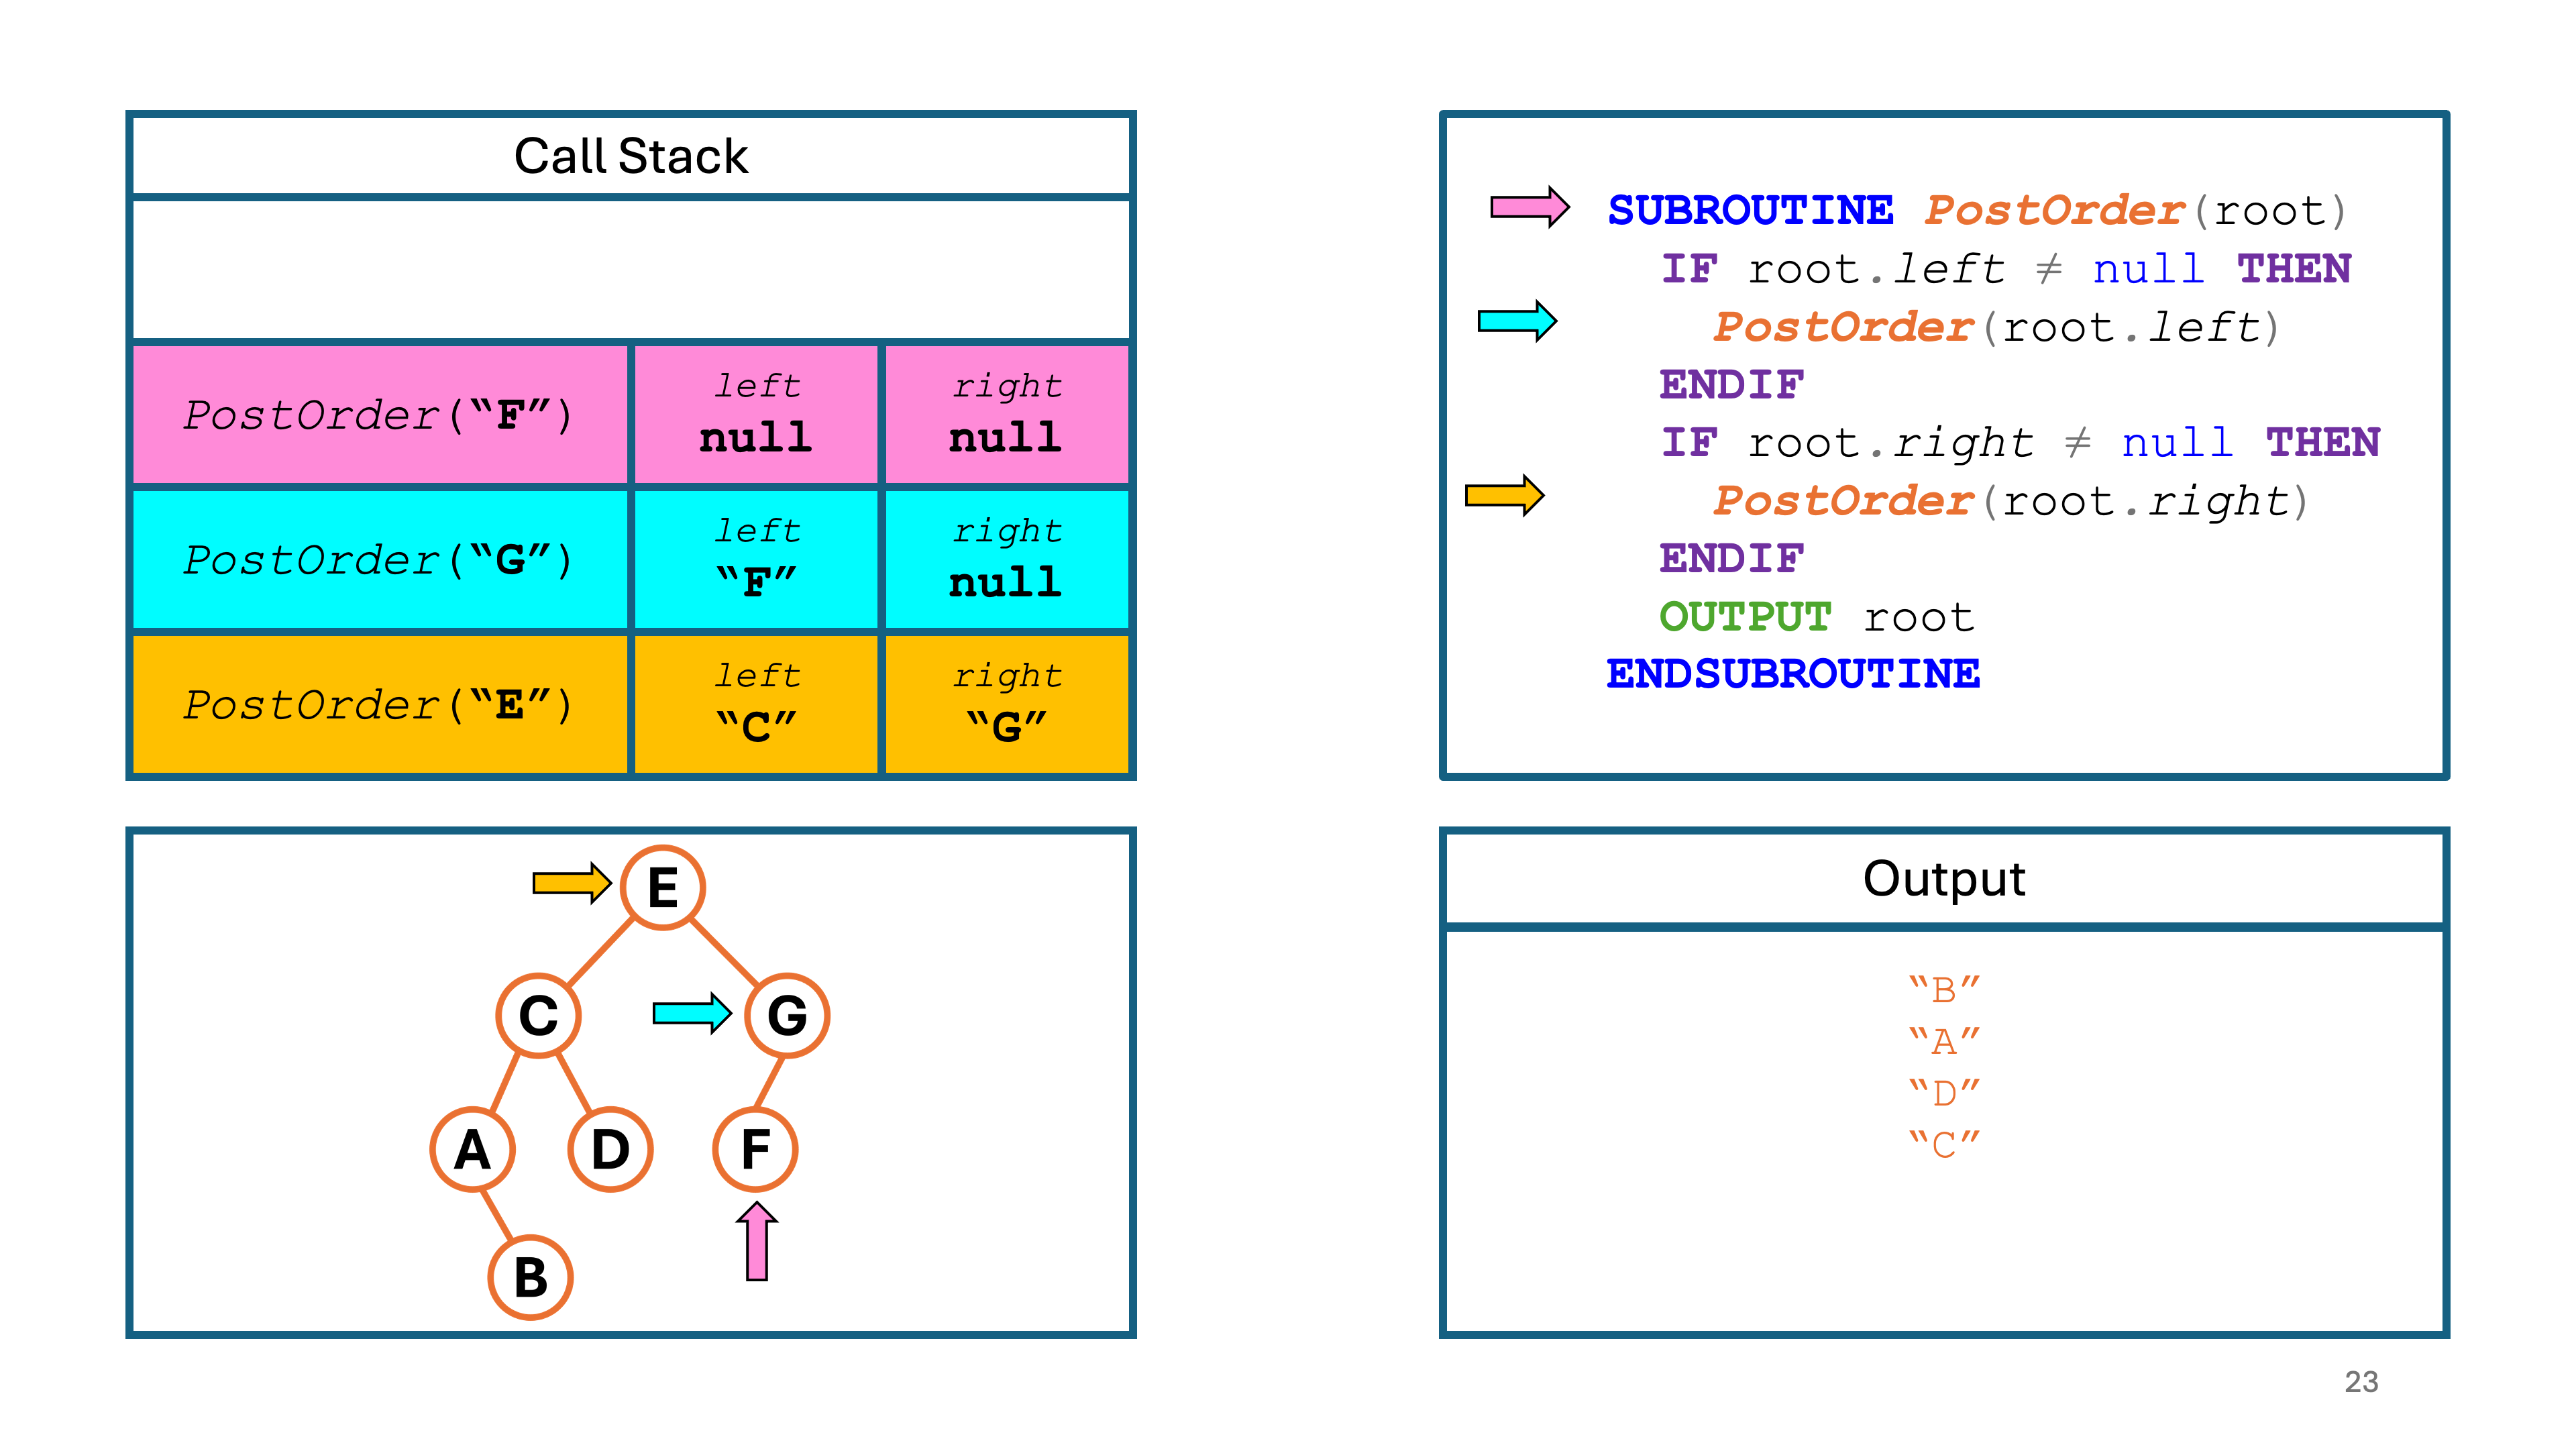 Call Stack
PostOrder(“F”)
left
null
right
null
PostOrder(“G”)
left
“F”
right
null
PostOrder(“E”)
left
“C”
right
“G”
SUBROUTINE PostOrder(root)
IF root.left ≠ null THEN
PostOrder(root.left)
ENDIF
IF root.right ≠ null THEN
PostOrder(root.right)
ENDIF
OUTPUT root
ENDSUBROUTINE
E
C
G
A
D
F
B
Output
“B”
“A”
“D”
“C”
23